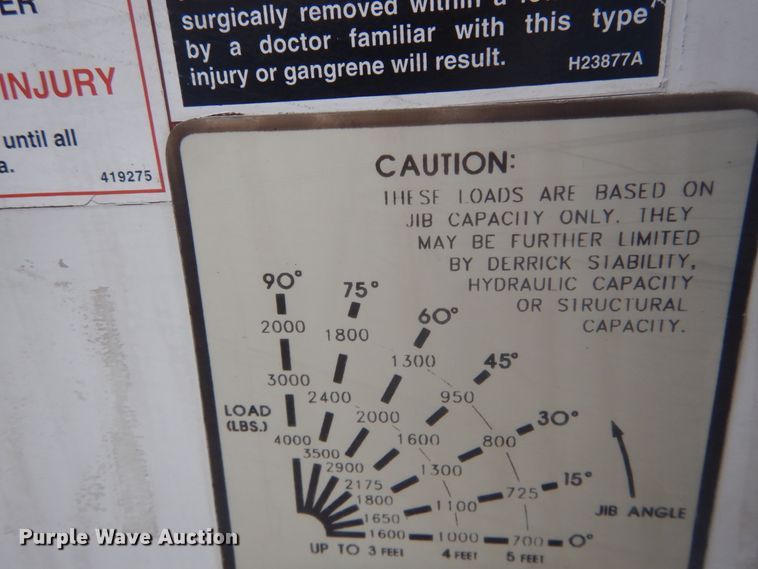 ER
INJURY
until all
a.
419275
surgically removed within a
by a doctor familiar with this type
injury or gangrene will result.
H23877A
CAUTION:
THESE LOADS ARE BASED ON
JIB CAPACITY ONLY. THEY
MAY BE FURTHER LIMITED
BY DERRICK STABILITY,
HYDRAULIC CAPACITY
OR STRUCTURAL
CAPACITY.
90°
75°
60°
45°
30°
15°
0°
2000
1800
1300
950
800
725
700
3000
2400
2000
1600
1300
1100
1000
LOAD
(LBS.)
4000
3500
2900
2175
1800
1650
1600
JIB ANGLE
UP TO 3 FEET
4 FEET
5 FEET
Purple Wave Auction